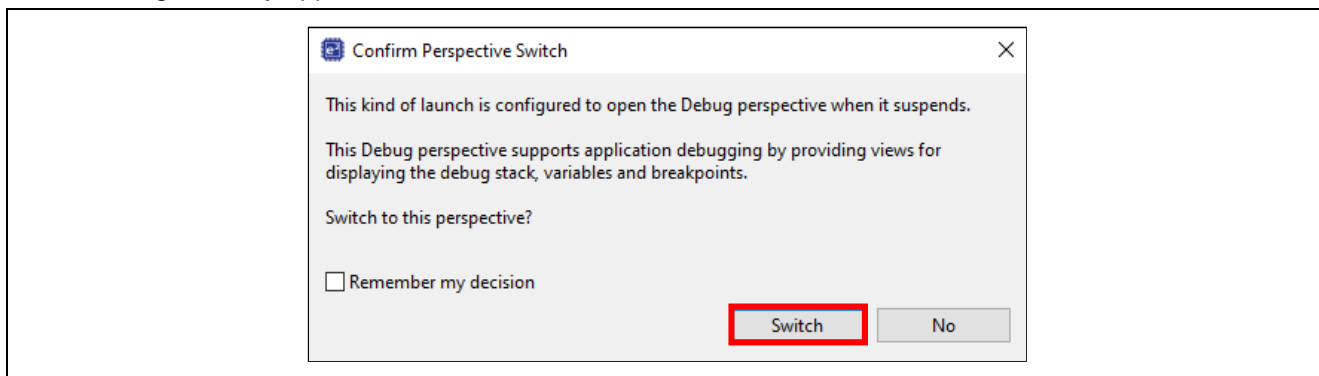 Confirm Perspective Switch
This kind of launch is configured to open the Debug perspective when it suspends.
This Debug perspective supports application debugging by providing views for
displaying the debug stack, variables and breakpoints.
Switch to this perspective?
Remember my decision
Switch No